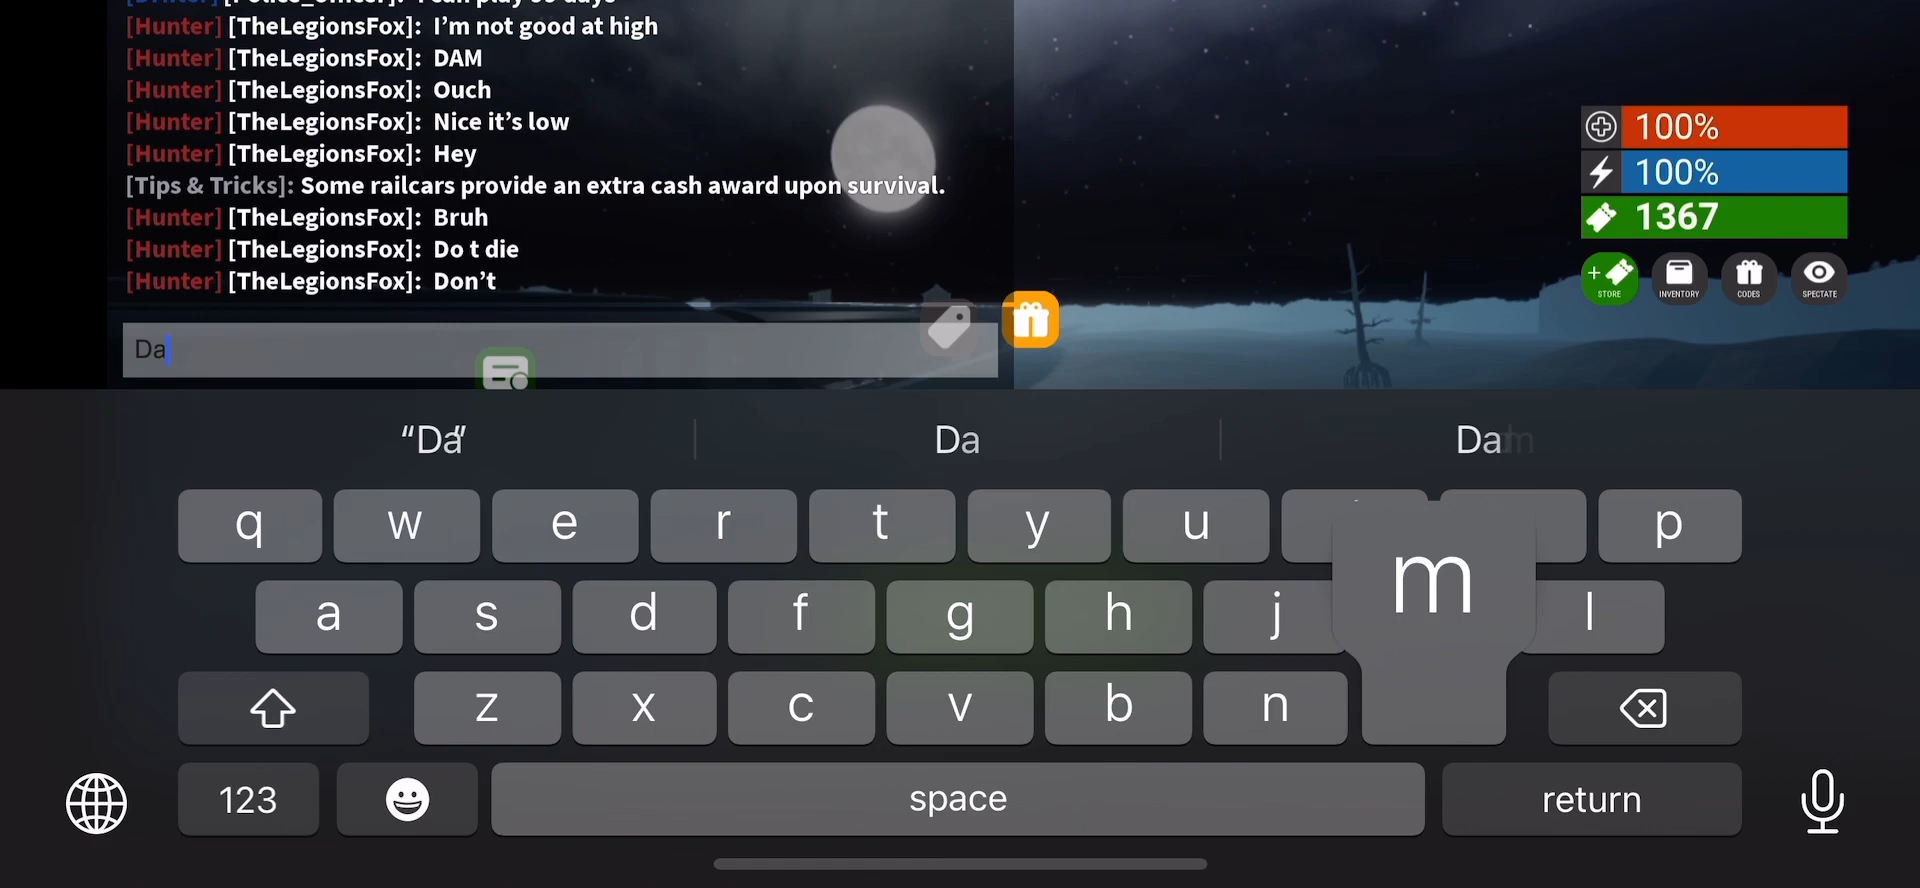 [Hunter] [TheLegionsFox]: I'm not good at high
[Hunter] [TheLegionsFox]: DAM
[Hunter] [TheLegionsFox]: Ouch
[Hunter] [TheLegionsFox]: Nice it's low
[Hunter] [TheLegionsFox]: Hey
[Tips & Tricks]: Some railcars provide an extra cash award upon survival.
[Hunter] [TheLegionsFox]: Bruh
[Hunter] [TheLegionsFox]: Do t die
[Hunter] [TheLegionsFox]: Don't
100%
100%
1367
STORE INVENTORY CODES SPECTATE
Da
“Da” Da Dam
q w e r t y u p
a s d f g h j l
m
z x c v b n
123 space return